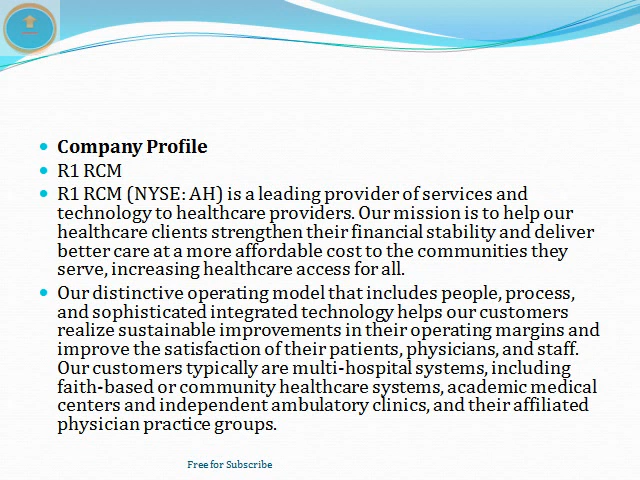 Company Profile
R1 RCM
R1 RCM (NYSE: AH) is a leading provider of services and
technology to healthcare providers. Our mission is to help our
healthcare clients strengthen their financial stability and deliver
better care at a more affordable cost to the communities they
serve, increasing healthcare access for all.
Our distinctive operating model that includes people, process,
and sophisticated integrated technology helps our customers
realize sustainable improvements in their operating margins and
improve the satisfaction of their patients, physicians, and staff.
Our customers typically are multi-hospital systems, including
faith-based or community healthcare systems, academic medical
centers and independent ambulatory clinics, and their affiliated
physician practice groups.
Free for Subscribe